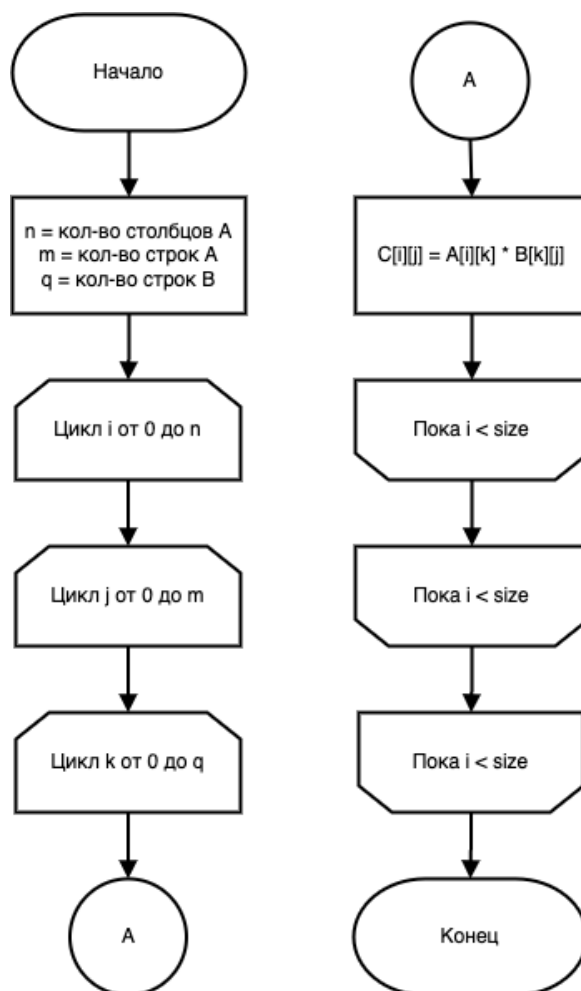 Начало
n = кол-во столбцов A
m = кол-во строк A
q = кол-во строк B
Цикл i от 0 до n
Цикл j от 0 до m
Цикл k от 0 до q
A
A
C[i][j] = A[i][k] * B[k][j]
Пока i < size
Пока i < size
Пока i < size
Конец